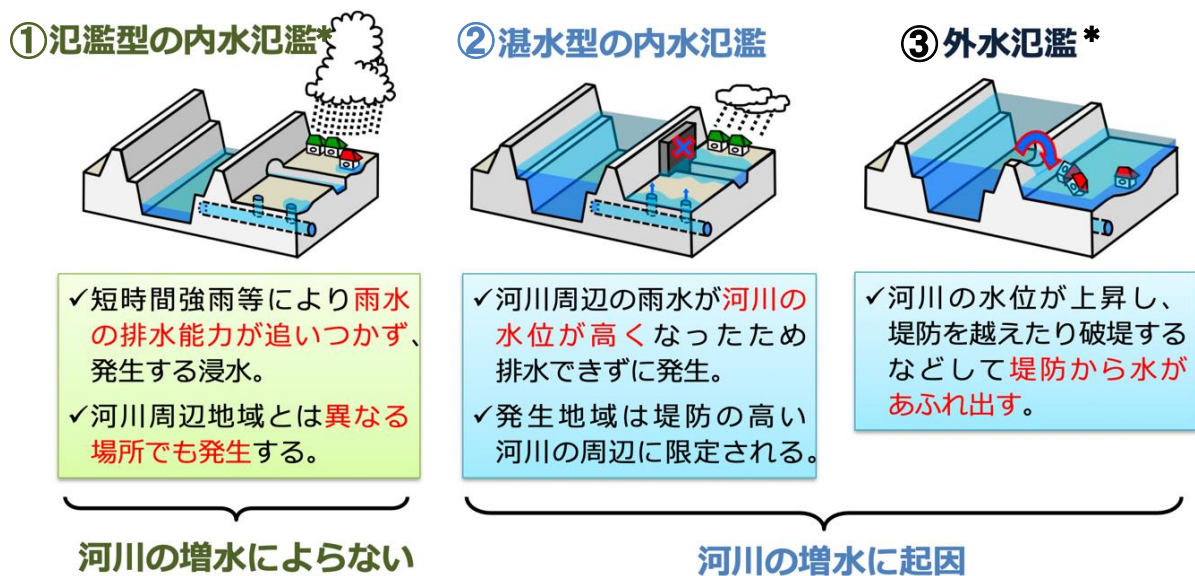 ①氾濫型の内水氾濫*
②湛水型の内水氾濫
③外水氾濫*
✓短時間強雨等により雨水
の排水能力が追いつかず、
発生する浸水。
✓河川周辺地域とは異なる
場所でも発生する。
✓河川周辺の雨水が河川の
水位が高くなったため
排水できずに発生。
✓発生地域は堤防の高い
河川の周辺に限定される。
✓河川の水位が上昇し、
堤防を越えたり破堤する
などして堤防から水が
あふれ出す。
河川の増水によらない
河川の増水に起因